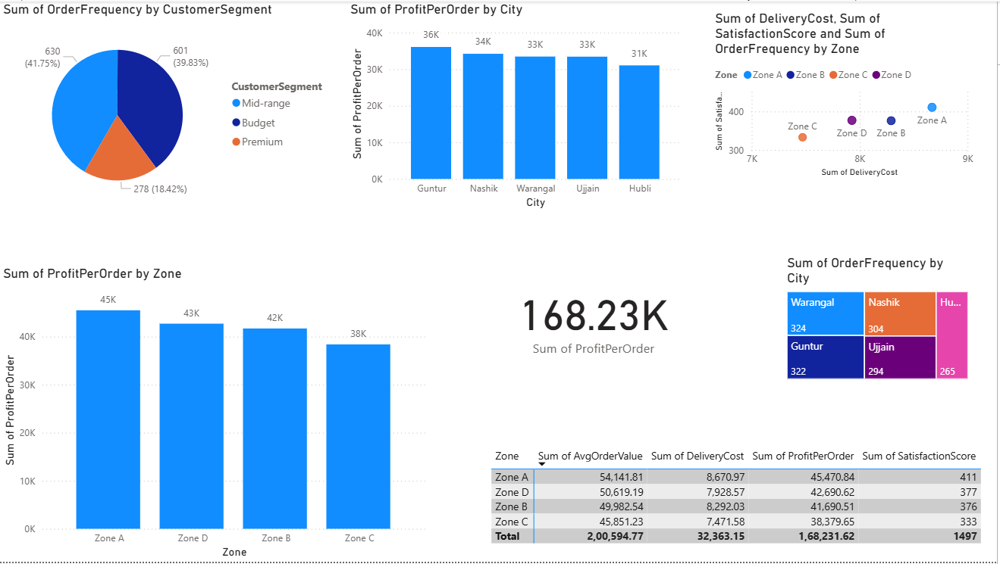 Sum of OrderFrequency by CustomerSegment
630
(41.75%)
601
(39.83%)
278 (18.42%)
CustomerSegment
Mid-range
Budget
Premium
Sum of ProfitPerOrder by City
Sum of ProfitPerOrder
40K
30K
20K
10K
0K
36K
34K
33K
33K
31K
Guntur
Nashik
Warangal
Ujjain
Hubli
City
Sum of DeliveryCost, Sum of
SatisfactionScore and Sum of
OrderFrequency by Zone
Zone Zone A Zone B Zone C Zone D
Sum of Satisfa...
400
300
Zone C
Zone D
Zone B
Zone A
7K
8K
9K
Sum of DeliveryCost
Sum of ProfitPerOrder by Zone
Sum of ProfitPerOrder
40K
30K
20K
10K
0K
45K
43K
42K
38K
Zone A
Zone D
Zone B
Zone C
Zone
168.23K
Sum of ProfitPerOrder
Sum of OrderFrequency by
City
Warangal
324
Guntur
322
Nashik
304
Ujjain
294
Hu...
265
Zone Sum of AvgOrderValue Sum of DeliveryCost Sum of ProfitPerOrder Sum of SatisfactionScore
Zone A 54,141.81 8,670.97 45,470.84 411
Zone D 50,619.19 7,928.57 42,690.62 377
Zone B 49,982.54 8,292.03 41,690.51 376
Zone C 45,851.23 7,471.58 38,379.65 333
Total 2,00,594.77 32,363.15 1,68,231.62 1497